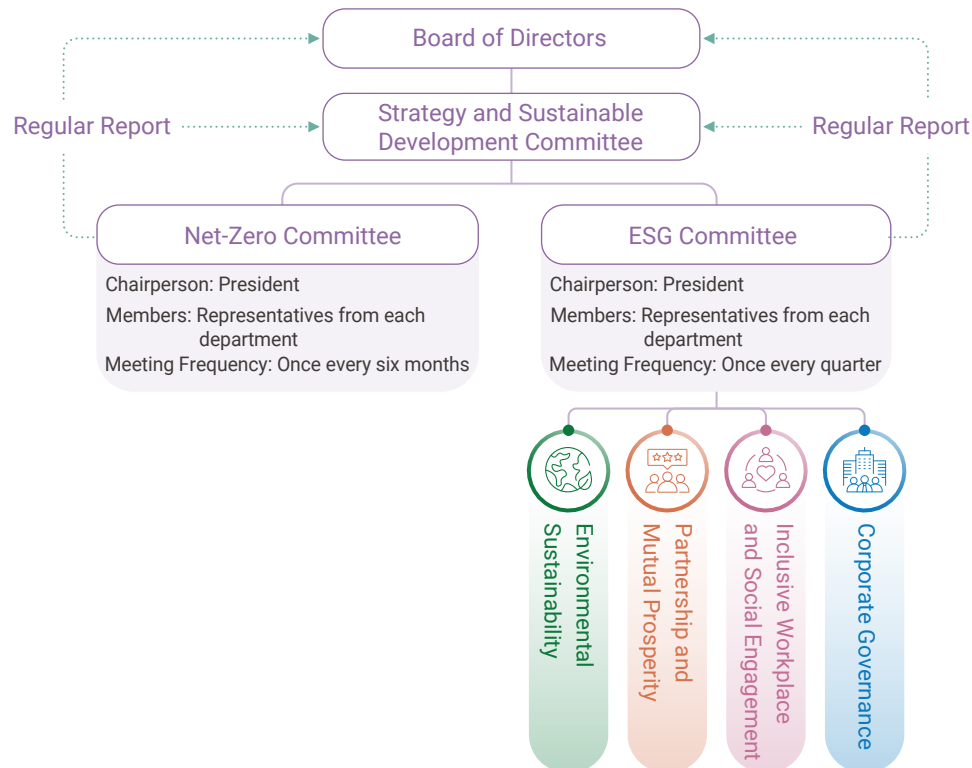 Board of Directors
Strategy and Sustainable
Development Committee
Regular Report
Regular Report
Net-Zero Committee
Chairperson: President
Members: Representatives from each
department
Meeting Frequency: Once every six months
ESG Committee
Chairperson: President
Members: Representatives from each
department
Meeting Frequency: Once every quarter
Environmental
Sustainability
Partnership and
Mutual Prosperity
Inclusive Workplace
and Social Engagement
Corporate Governance